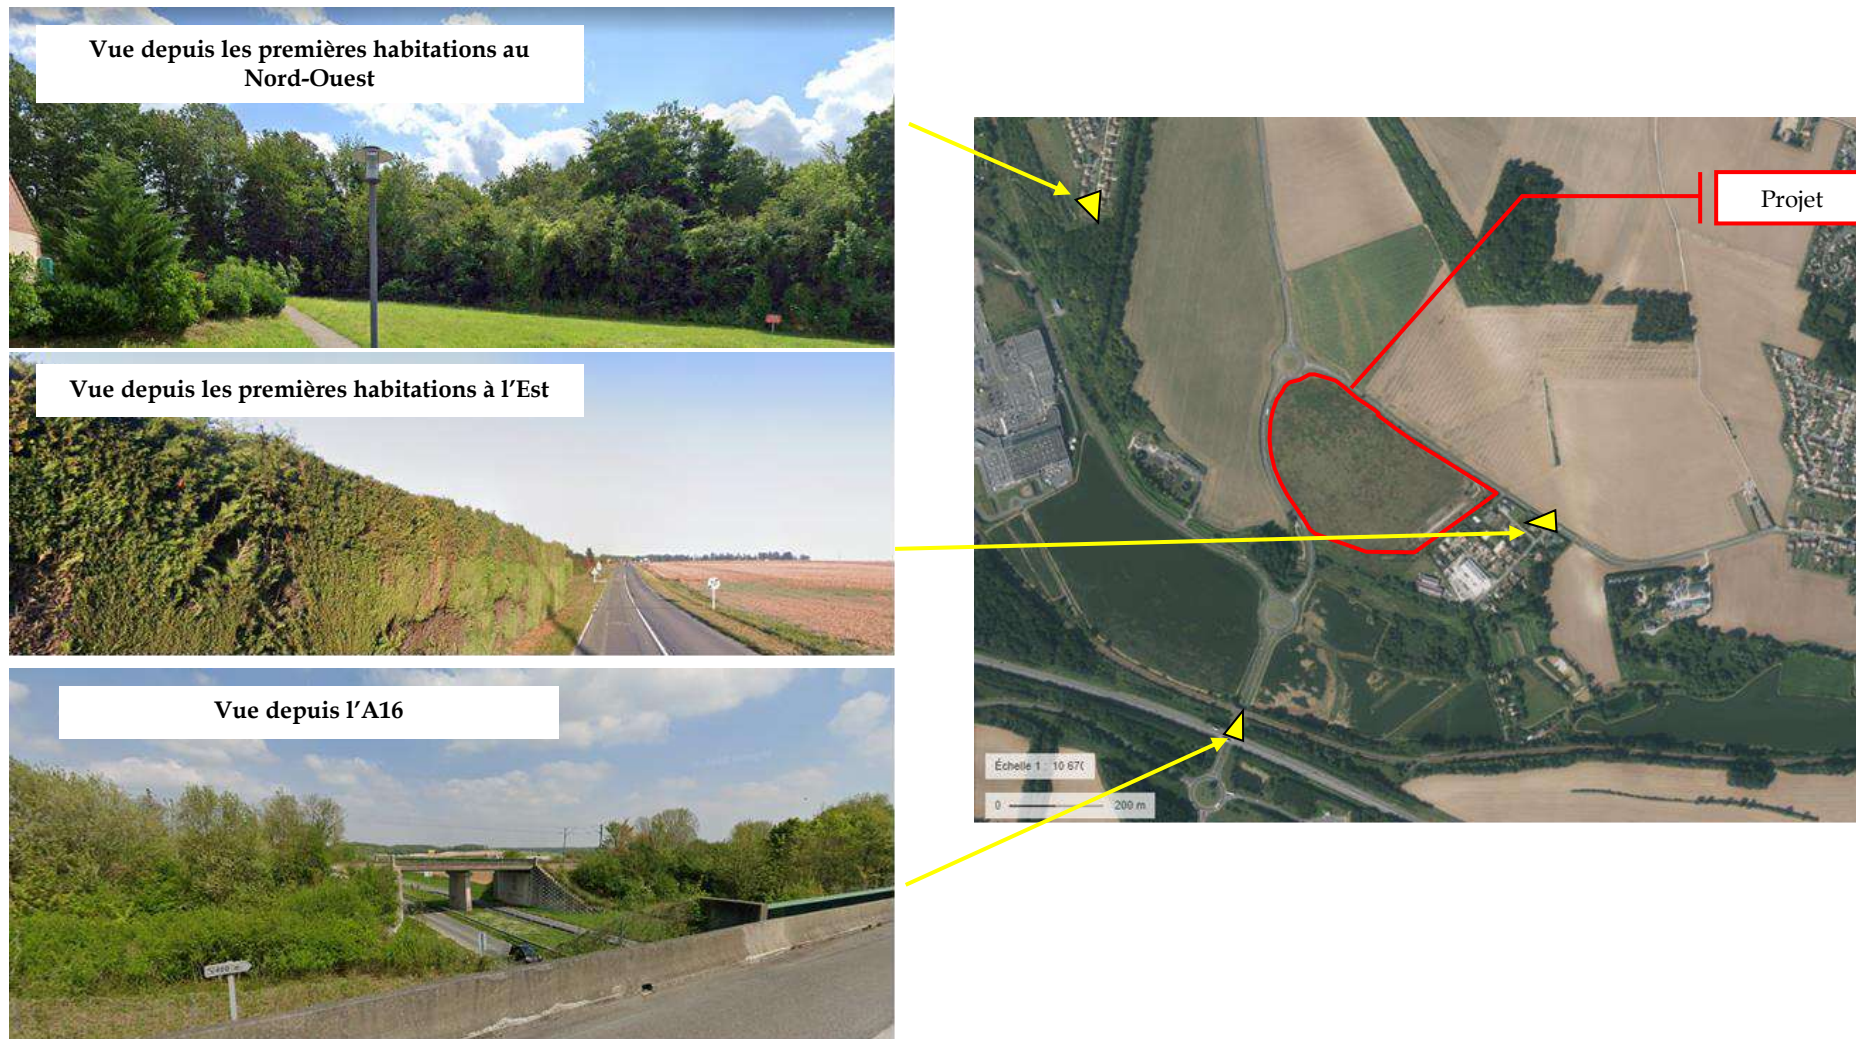 Vue depuis les premières habitations au
Nord-Ouest
Vue depuis les premières habitations à l'Est
Vue depuis l'A16
Projet
Échelle 1 : 10 670
0
200 m